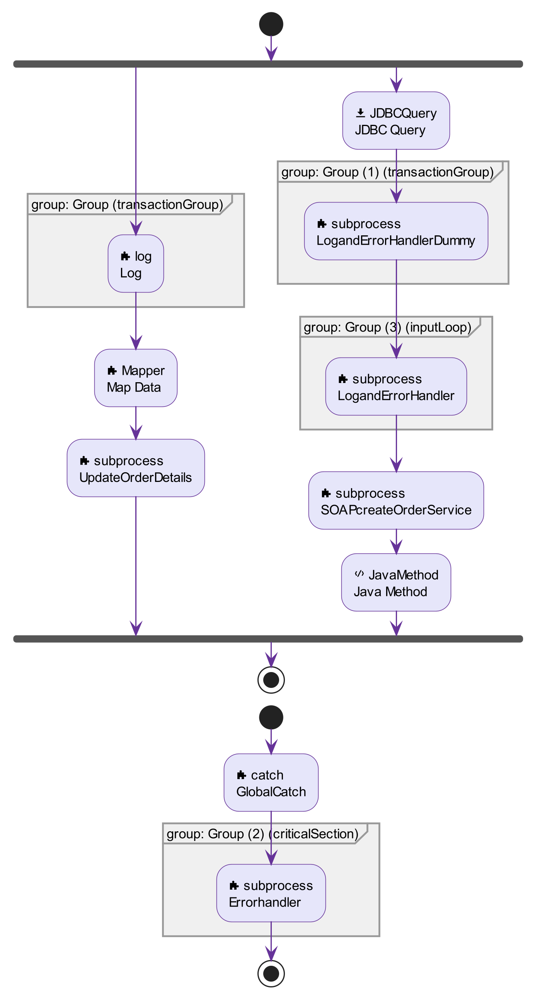 JDBCQuery
JDBC Query
group: Group (1) (transactionGroup)
group: Group (transactionGroup)
subprocess
LogandErrorHandlerDummy
log
Log
group: Group (3) (inputLoop)
Mapper
Map Data
subprocess
LogandErrorHandler
subprocess
UpdateOrderDetails
subprocess
SOAPcreateOrderService
JavaMethod
Java Method
catch
GlobalCatch
group: Group (2) (criticalSection)
subprocess
Errorhandler